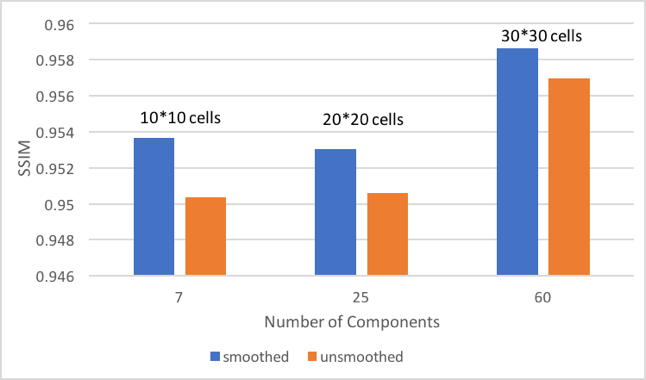 0.96
0.958
0.956
0.954
0.952
0.95
0.948
0.946
SSIM
10*10 cells
20*20 cells
30*30 cells
7 25 60
Number of Components
smoothed unsmoothed